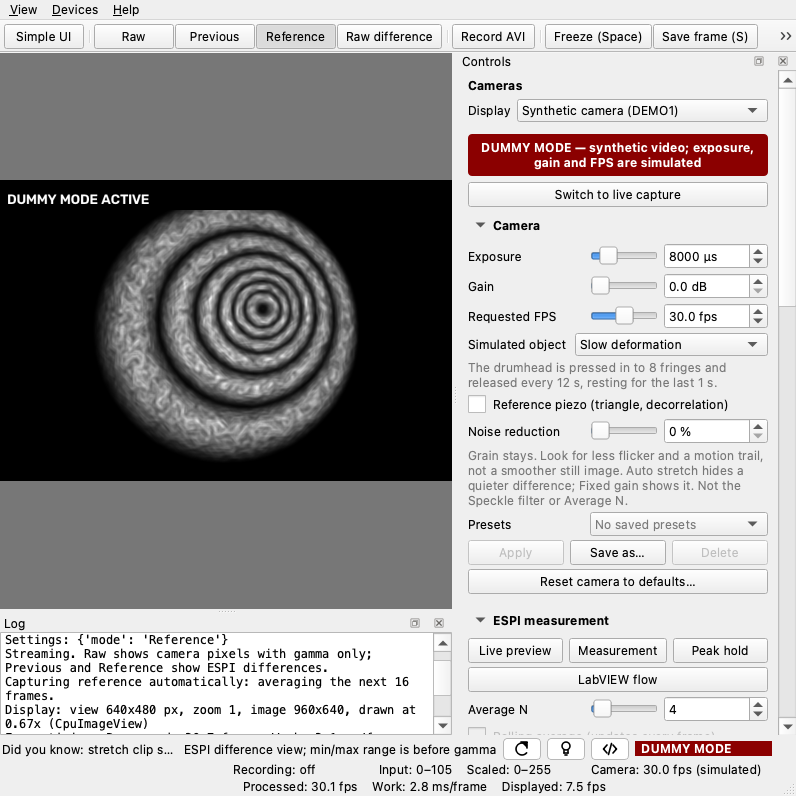 View Devices Help
Simple UI Raw Previous Reference Raw difference Record AVI Freeze (Space) Save frame (S) »
Controls
Cameras
Display Synthetic camera (DEMO1)
DUMMY MODE — synthetic video; exposure,
gain and FPS are simulated
DUMMY MODE ACTIVE
Switch to live capture
Camera
Exposure 8000 µs
Gain 0.0 dB
Requested FPS 30.0 fps
Simulated object Slow deformation
The drumhead is pressed in to 8 fringes and
released every 12 s, resting for the last 1 s.
Reference piezo (triangle, decorrelation)
Noise reduction 0 %
Grain stays. Look for less flicker and a motion trail,
not a smoother still image. Auto stretch hides a
quieter difference; Fixed gain shows it. Not the
Speckle filter or Average N.
Presets No saved presets
Apply Save as... Delete
Reset camera to defaults...
ESPI measurement
Live preview Measurement Peak hold
LabVIEW flow
Average N 4
Log
Settings: {'mode': 'Reference'}
Streaming. Raw shows camera pixels with gamma only;
Previous and Reference show ESPI differences.
Capturing reference automatically: averaging the next 16
frames.
Display: view 640x480 px, zoom 1, image 960x640, drawn at
0.67x (CpuImageView)
Did you know: stretch clip s... ESPI difference view; min/max range is before gamma DUMMY MODE
Recording: off Input: 0–105 Scaled: 0–255 Camera: 30.0 fps (simulated)
Processed: 30.1 fps Work: 2.8 ms/frame Displayed: 7.5 fps